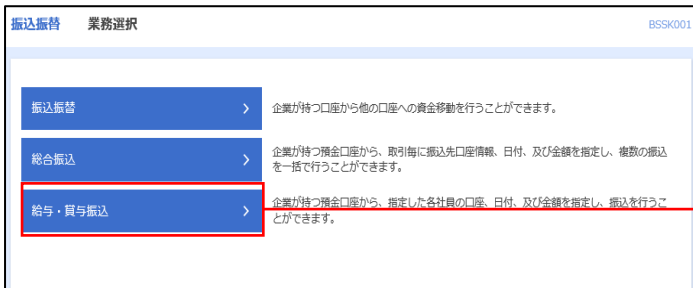 振込振替 業務選択 BSSK001
振込振替 企業が持つ口座から他の口座への資金移動を行うことができます。
総合振込 企業が持つ預金口座から、取引毎に振込先口座情報、日付、及び金額を指定し、複数の振込
を一括で行うことができます。
給与・賞与振込 企業が持つ預金口座から、指定した各社員の口座、日付、及び金額を指定し、振込を行うこ
とができます。